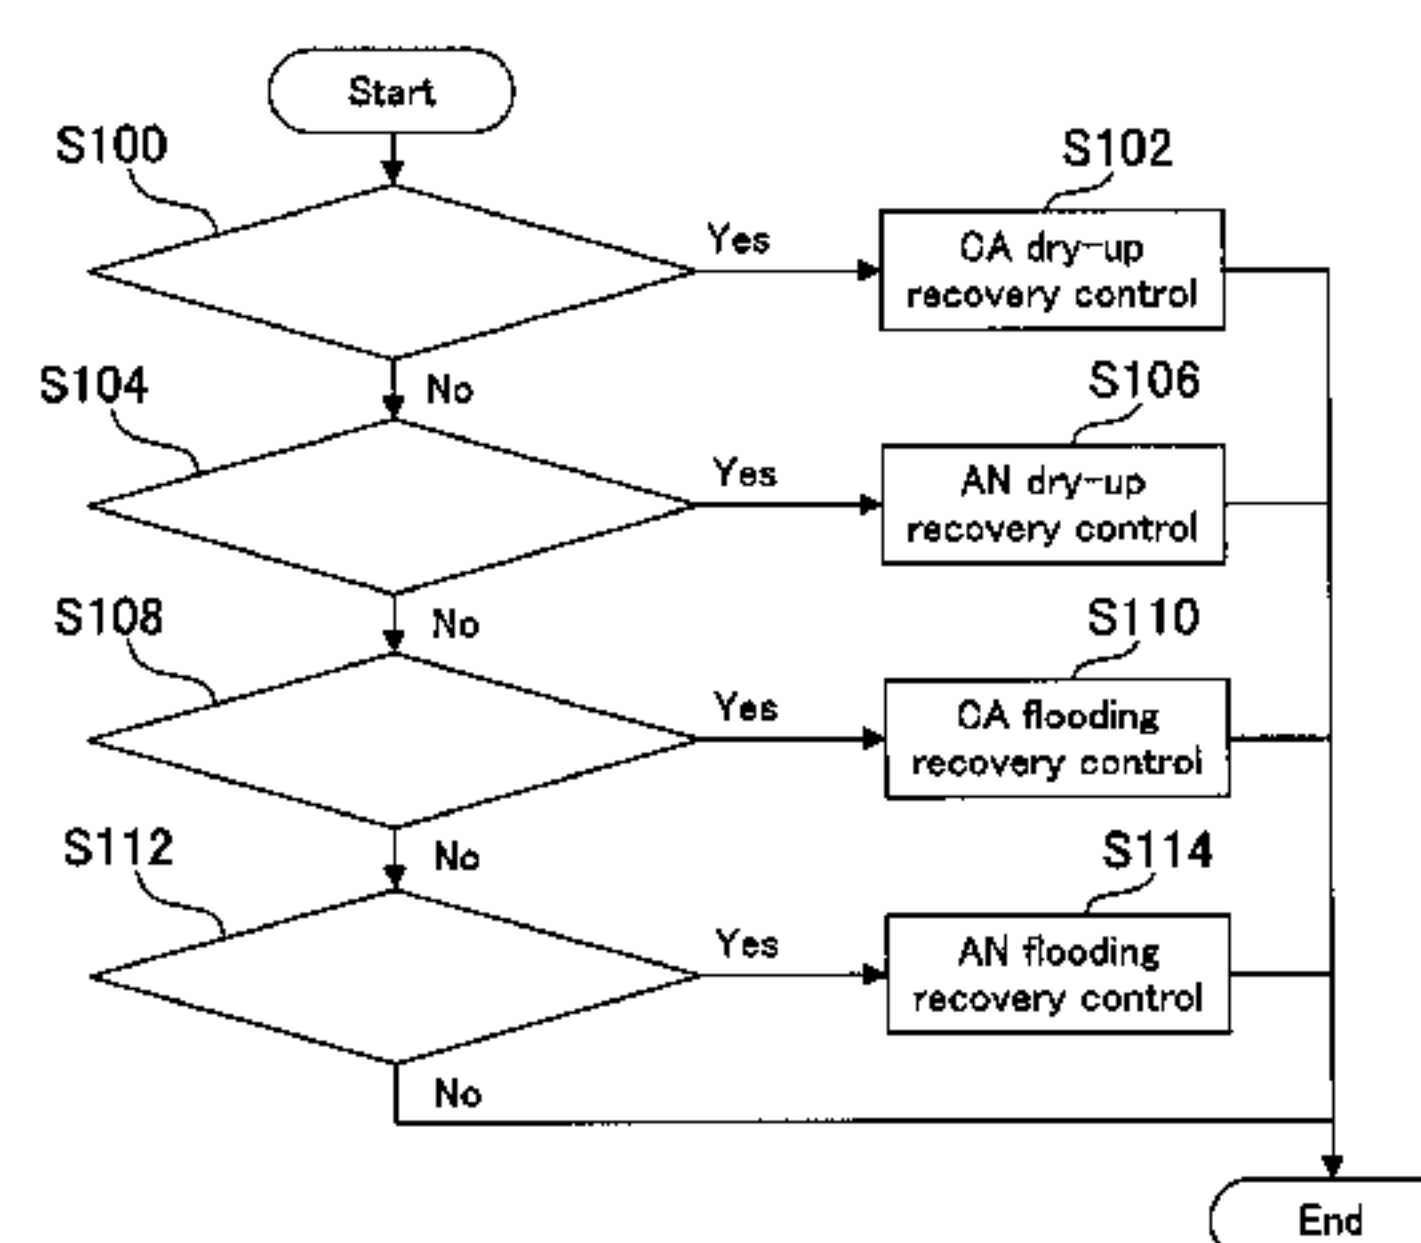 Start
S100
S102
Yes
CA dry-up
recovery control
No
S104
S106
Yes
AN dry-up
recovery control
No
S108
S110
Yes
CA flooding
recovery control
No
S112
S114
Yes
AN flooding
recovery control
No
End